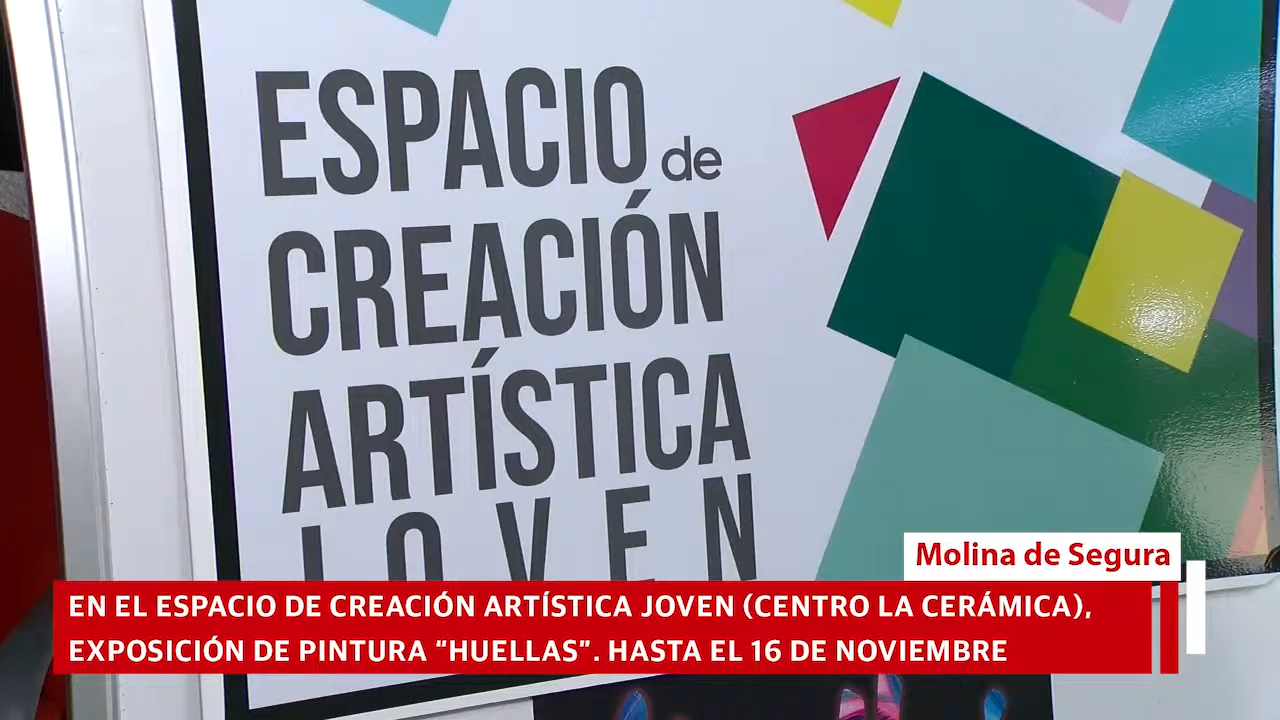 ESPACIO de
CREACIÓN
ARTÍSTICA
JOVEN
Molina de Segura
EN EL ESPACIO DE CREACIÓN ARTÍSTICA JOVEN (CENTRO LA CERÁMICA),
EXPOSICIÓN DE PINTURA “HUELLAS”. HASTA EL 16 DE NOVIEMBRE